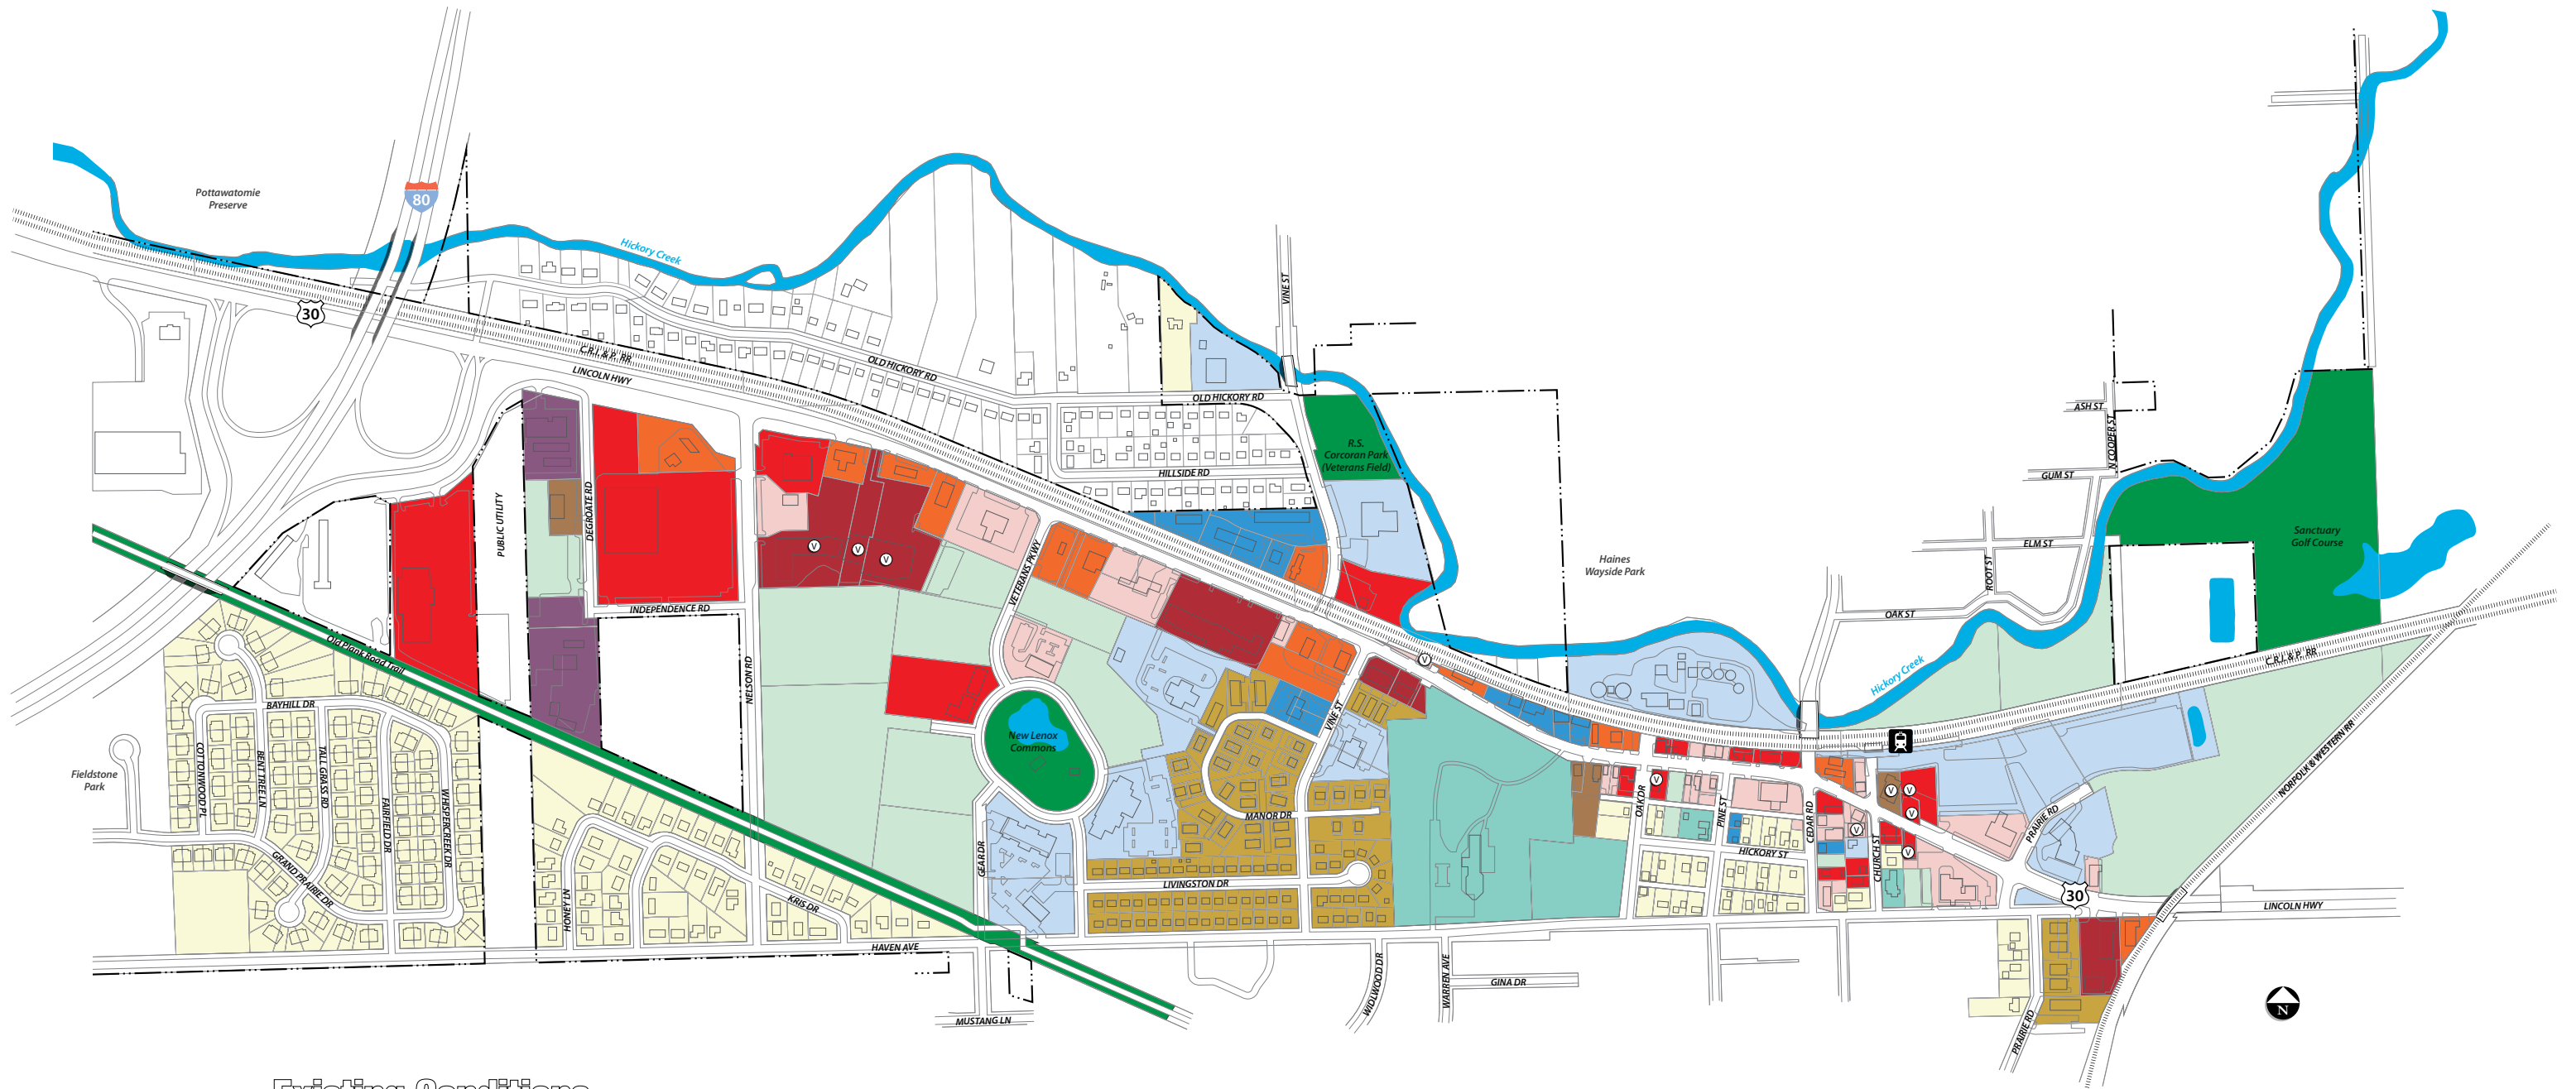 Pottawatomie
Preserve
80
30
Hickory Creek
C.R.I. & P. RR
LINCOLN HWY
OLD HICKORY RD
VINE ST
OLD HICKORY RD
HILLSIDE RD
R.S.
Corcoran Park
(Veterans Field)
Haines
Wayside Park
ASH ST
N COOPER ST
GUM ST
ELM ST
ROOT ST
OAK ST
Sanctuary
Golf Course
Hickory Creek
C.R.I. & P. RR
NORFOLK & WESTERN RR
PUBLIC UTILITY
DEGROATE RD
INDEPENDENCE RD
NELSON RD
VETERANS PKWY
V
V
V
V
Old Plank Road Trail
Fieldstone
Park
BAYHILL DR
COTTONWOOD PL
BENT TREE LN
TALL GRASS RD
FAIRFIELD DR
WHISPERCREEK DR
GRAND PRAIRIE DR
HONEY LN
KRIS DR
HAVEN AVE
New Lenox
Commons
GEAR DR
VINE ST
MANOR DR
LIVINGSTON DR
MUSTANG LN
WIDLWOOD DR
WARREN AVE
GINA DR
OAK DR
V
PINE ST
HICKORY ST
CEDAR RD
CHURCH ST
V
V
V
V
V
PRAIRIE RD
30
LINCOLN HWY
PRAIRIE RD
N
Existing Conditions